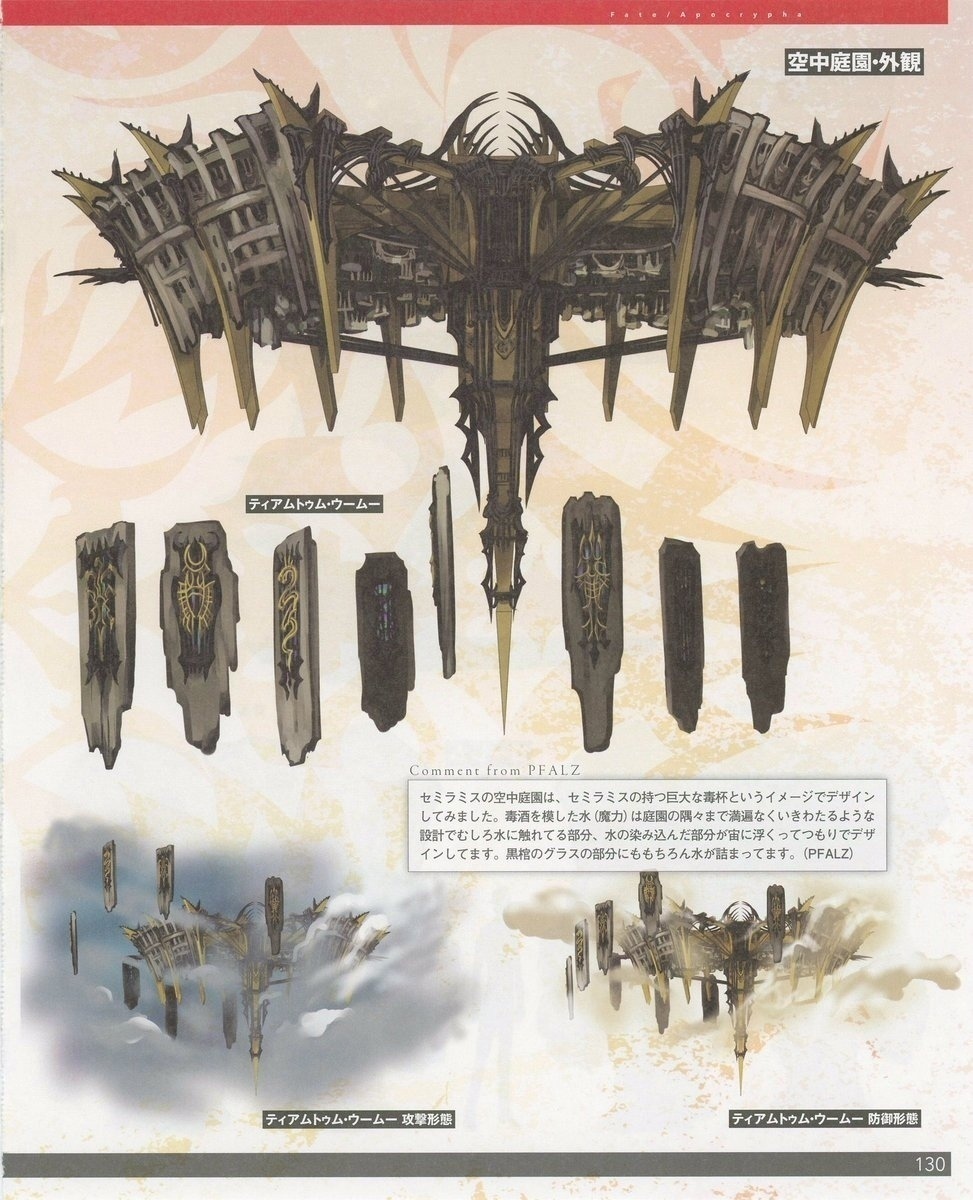 Fate/Apocrypha
空中庭園・外観
ティアムトゥム・ウームー
Comment from PFALZ
セミラミスの空中庭園は、セミラミスの持つ巨大な毒杯というイメージでデザイン
してみました。毒酒を模した水（魔力）は庭園の隅々まで満遍なくいきわたるような
設計でむしろ水に触れてる部分、水の染み込んだ部分が宙に浮くってつもりでデザ
インしてます。黒棺のグラスの部分にももちろん水が詰まってます。（PFALZ）
ティアムトゥム・ウームー 攻撃形態
ティアムトゥム・ウームー 防御形態
130